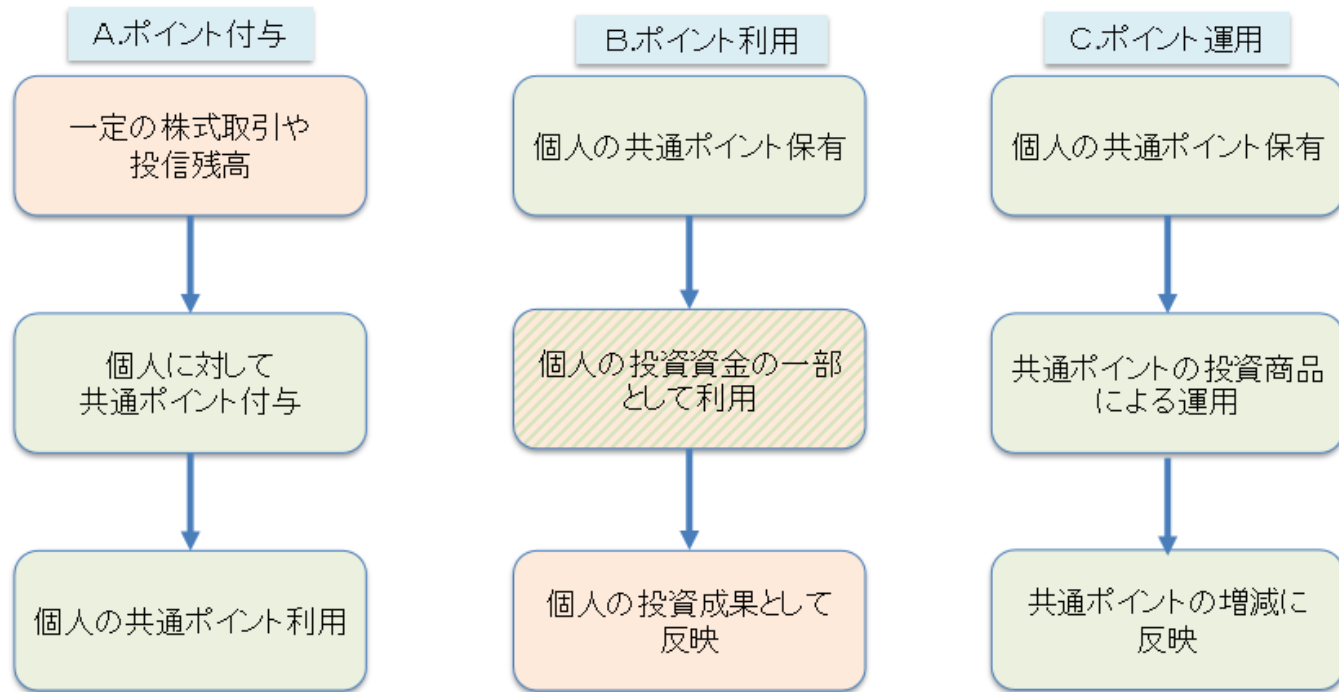 A.ポイント付与
一定の株式取引や
投信残高
個人に対して
共通ポイント付与
個人の共通ポイント利用
B.ポイント利用
個人の共通ポイント保有
個人の投資資金の一部
として利用
個人の投資成果として
反映
C.ポイント運用
個人の共通ポイント保有
共通ポイントの投資商品
による運用
共通ポイントの増減に
反映